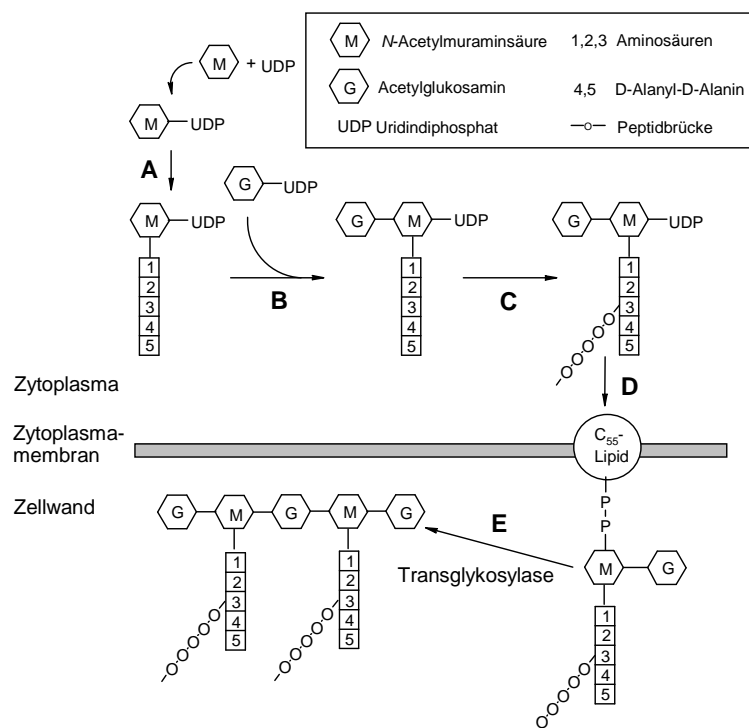 M N-Acetylmuraminsäure 1,2,3 Aminosäuren
G Acetylglukosamin 4,5 D-Alanyl-D-Alanin
UDP Uridindiphosphat –O– Peptidbrücke
M + UDP
M UDP
A
G UDP
M UDP
1
2
3
4
5
B
G M UDP
1
2
3
4
5
C
G M UDP
1
2
3
4
5
O O O O O
Zytoplasma
D
Zytoplasma-
membran
C55-
Lipid
Zellwand
P
P
M G
1
2
3
4
5
O O O O O
E
Transglykosylase
G M G M G
1
2
3
4
5
O O O O O
1
2
3
4
5
O O O O O